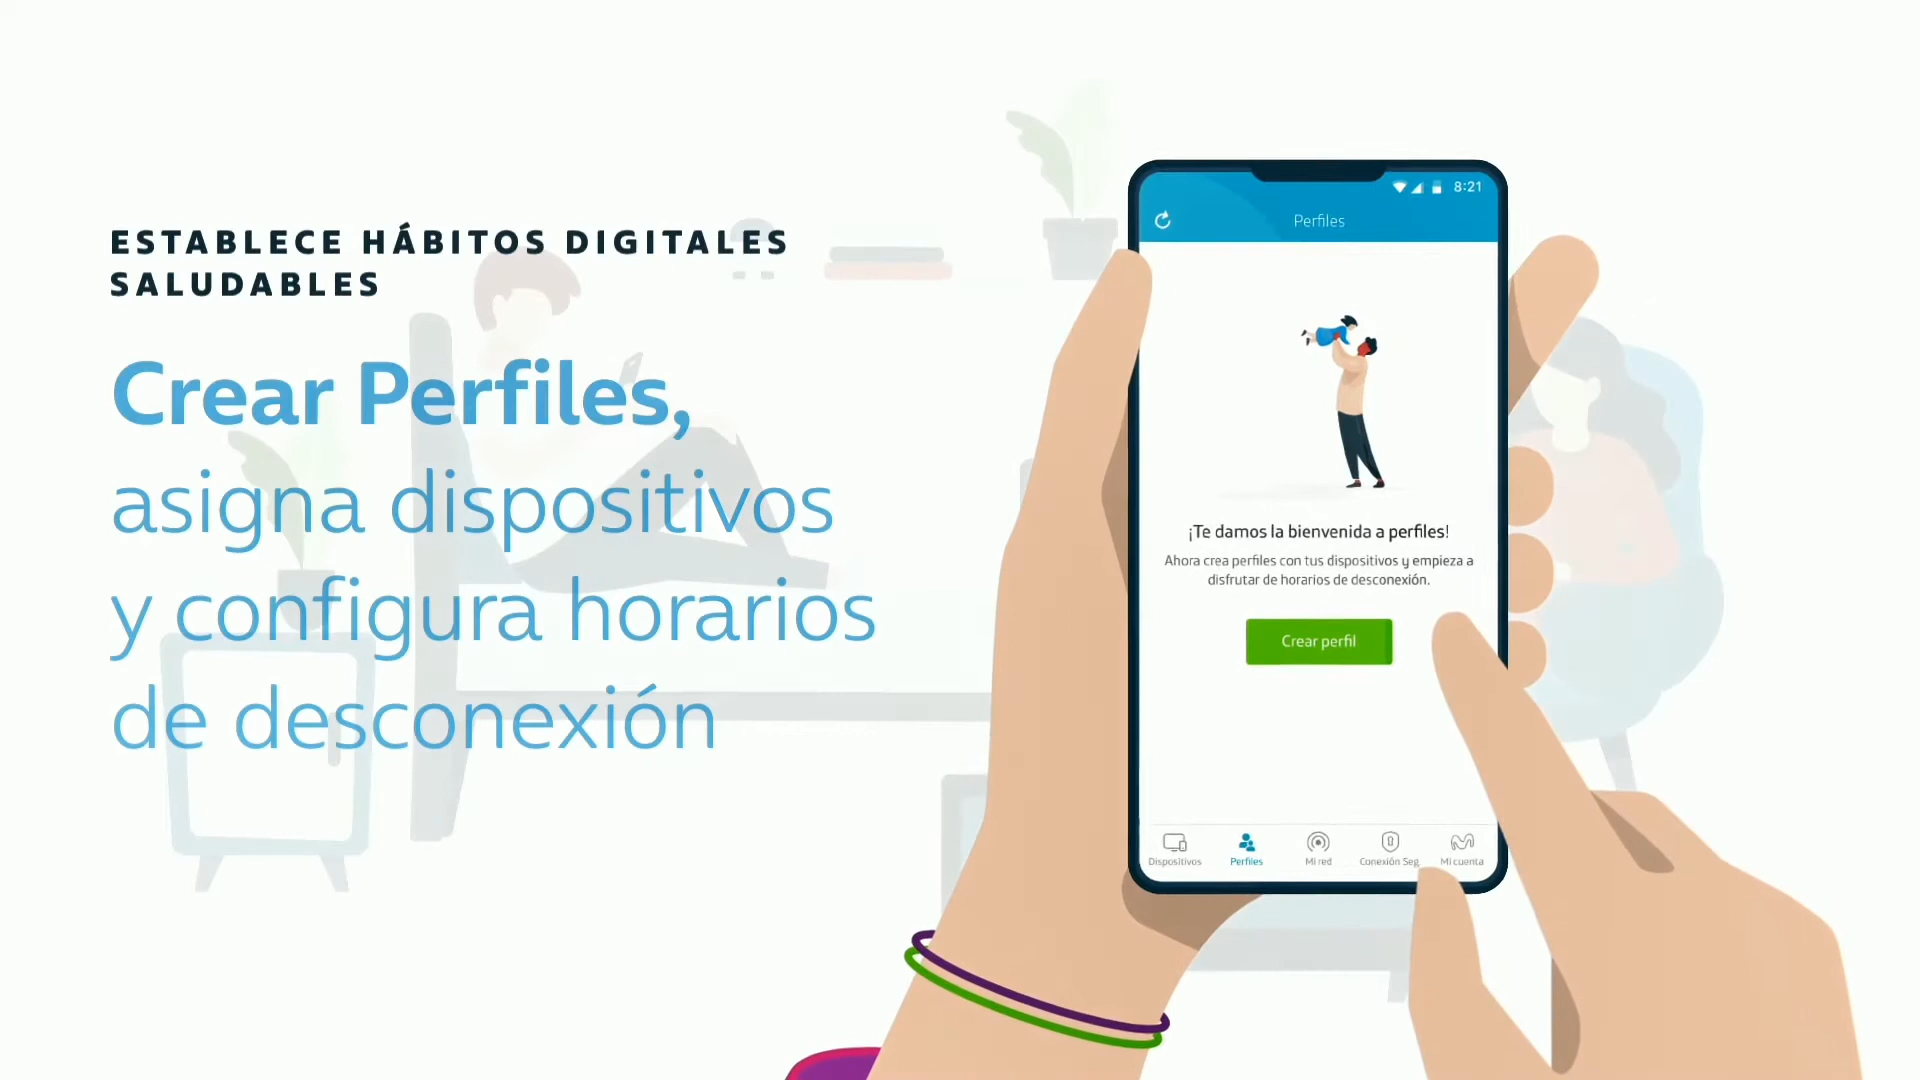 ESTABLECE HÁBITOS DIGITALES
SALUDABLES
Crear Perfiles,
asigna dispositivos
y configura horarios
de desconexión
8:21
Perfiles
¡Te damos la bienvenida a perfiles!
Ahora crea perfiles con tus dispositivos y empieza a
disfrutar de horarios de desconexión.
Crear perfil
Dispositivos Perfiles Mi red Conexión Seg Mi cuenta